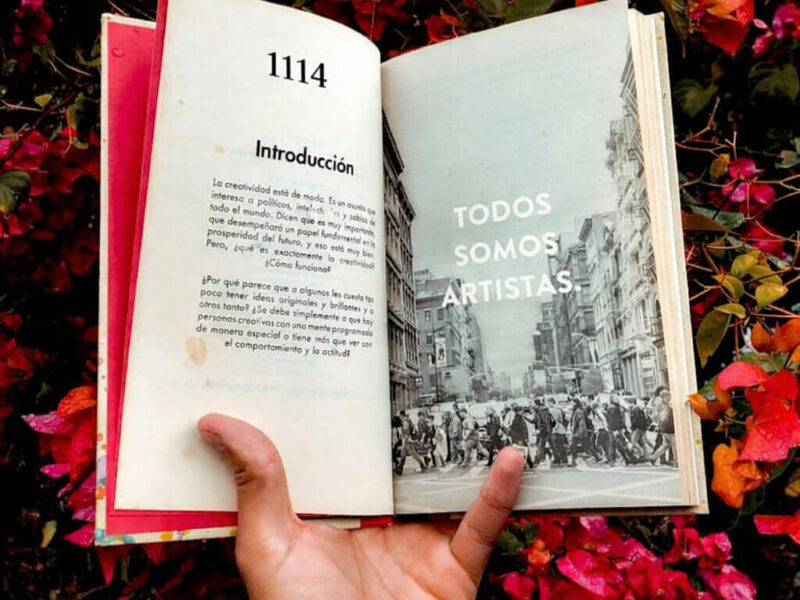 1114
Introducción
La creatividad está de moda. Es un asunto que
interesa a políticos, intelectuales y sabios de
todo el mundo. Dicen que es muy importante,
que desempeñará un papel fundamental en la
prosperidad del futuro, y eso está muy bien.
Pero, ¿qué es exactamente la creatividad?
¿Cómo funciona?
¿Por qué parece que a algunos les cuesta tan
poco tener ideas originales y brillantes y a
otros tanto? ¿Se debe simplemente a que hay
personas creativas con una mente programada
de manera especial o tiene más que ver con
el comportamiento y la actitud?
TODOS
SOMOS
ARTISTAS.